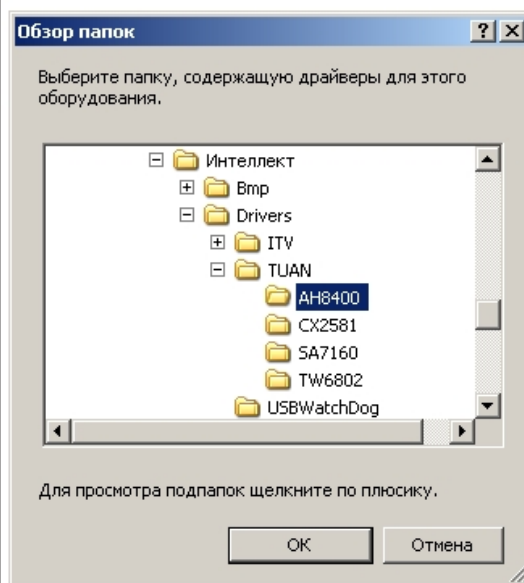 Обзор папок
Выберите папку, содержащую драйверы для этого
оборудования.
Интеллект
Bmp
Drivers
ITV
TUAN
AH8400
CX2581
SA7160
TW6802
USBWatchDog
Для просмотра подпапок щелкните по плюсику.
ОК
Отмена